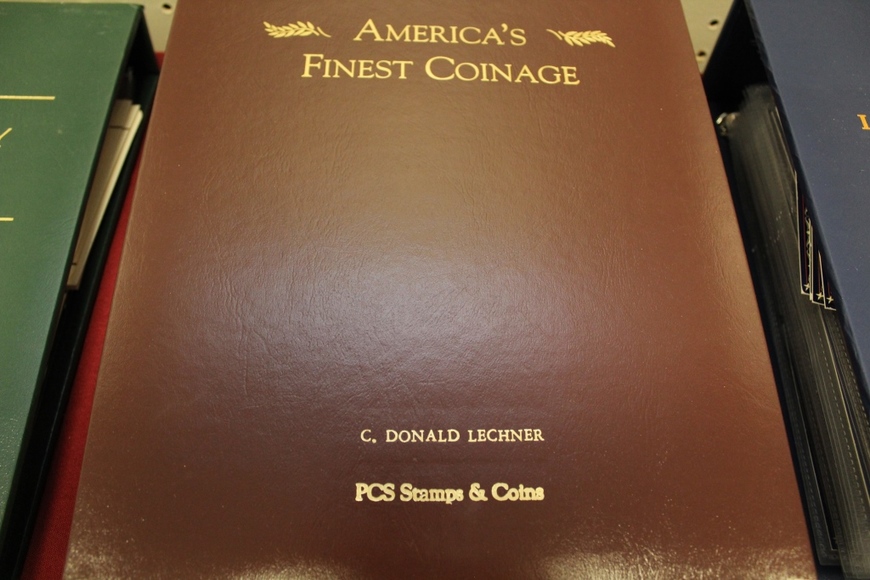 AMERICA'S
FINEST COINAGE
C. DONALD LECHNER
PCS Stamps & Coins